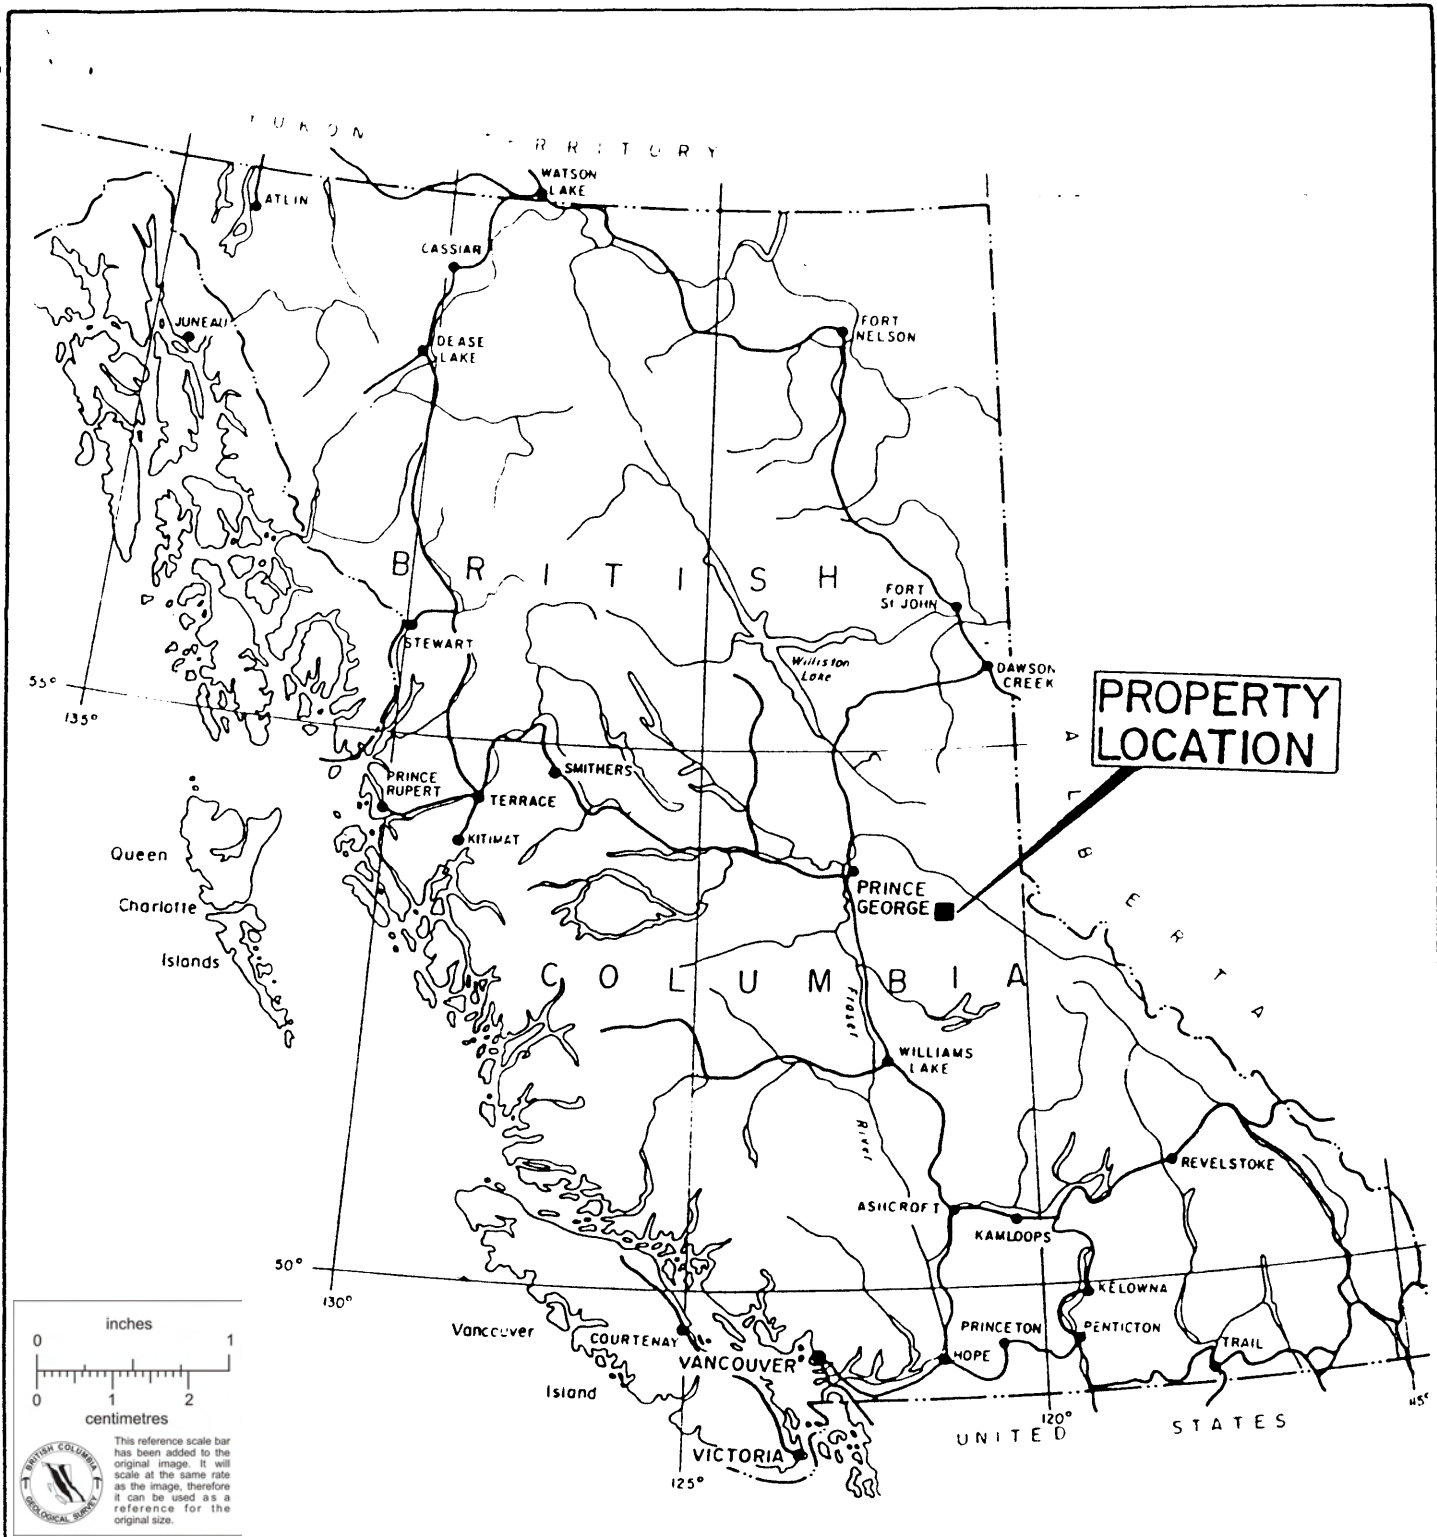 YUKON
TERRITORY
WATSON
LAKE
ATLIN
CASSIAR
JUNEAU
DEASE
LAKE
FORT
NELSON
BRITISH
FORT
St JOHN
STEWART
Williston
Lake
DAWSON
CREEK
PROPERTY
LOCATION
55°
135°
ALBERTA
PRINCE
RUPERT
SMITHERS
TERRACE
KITIMAT
Queen
Charlotte
Islands
PRINCE
GEORGE
COLUMBIA
Fraser
River
WILLIAMS
LAKE
REVELSTOKE
ASHCROFT
KAMLOOPS
50°
130°
KELOWNA
Vancouver
Island
COURTENAY
VANCOUVER
PRINCETON
PENTICTON
HOPE
TRAIL
VICTORIA
125°
120°
115°
UNITED STATES
inches
0 1
0 1 2
centimetres
BRITISH COLUMBIA
GEOLOGICAL SURVEY
This reference scale bar
has been added to the
original image. It will
scale at the same rate
as the image, therefore
it can be used as a
reference for the
original size.